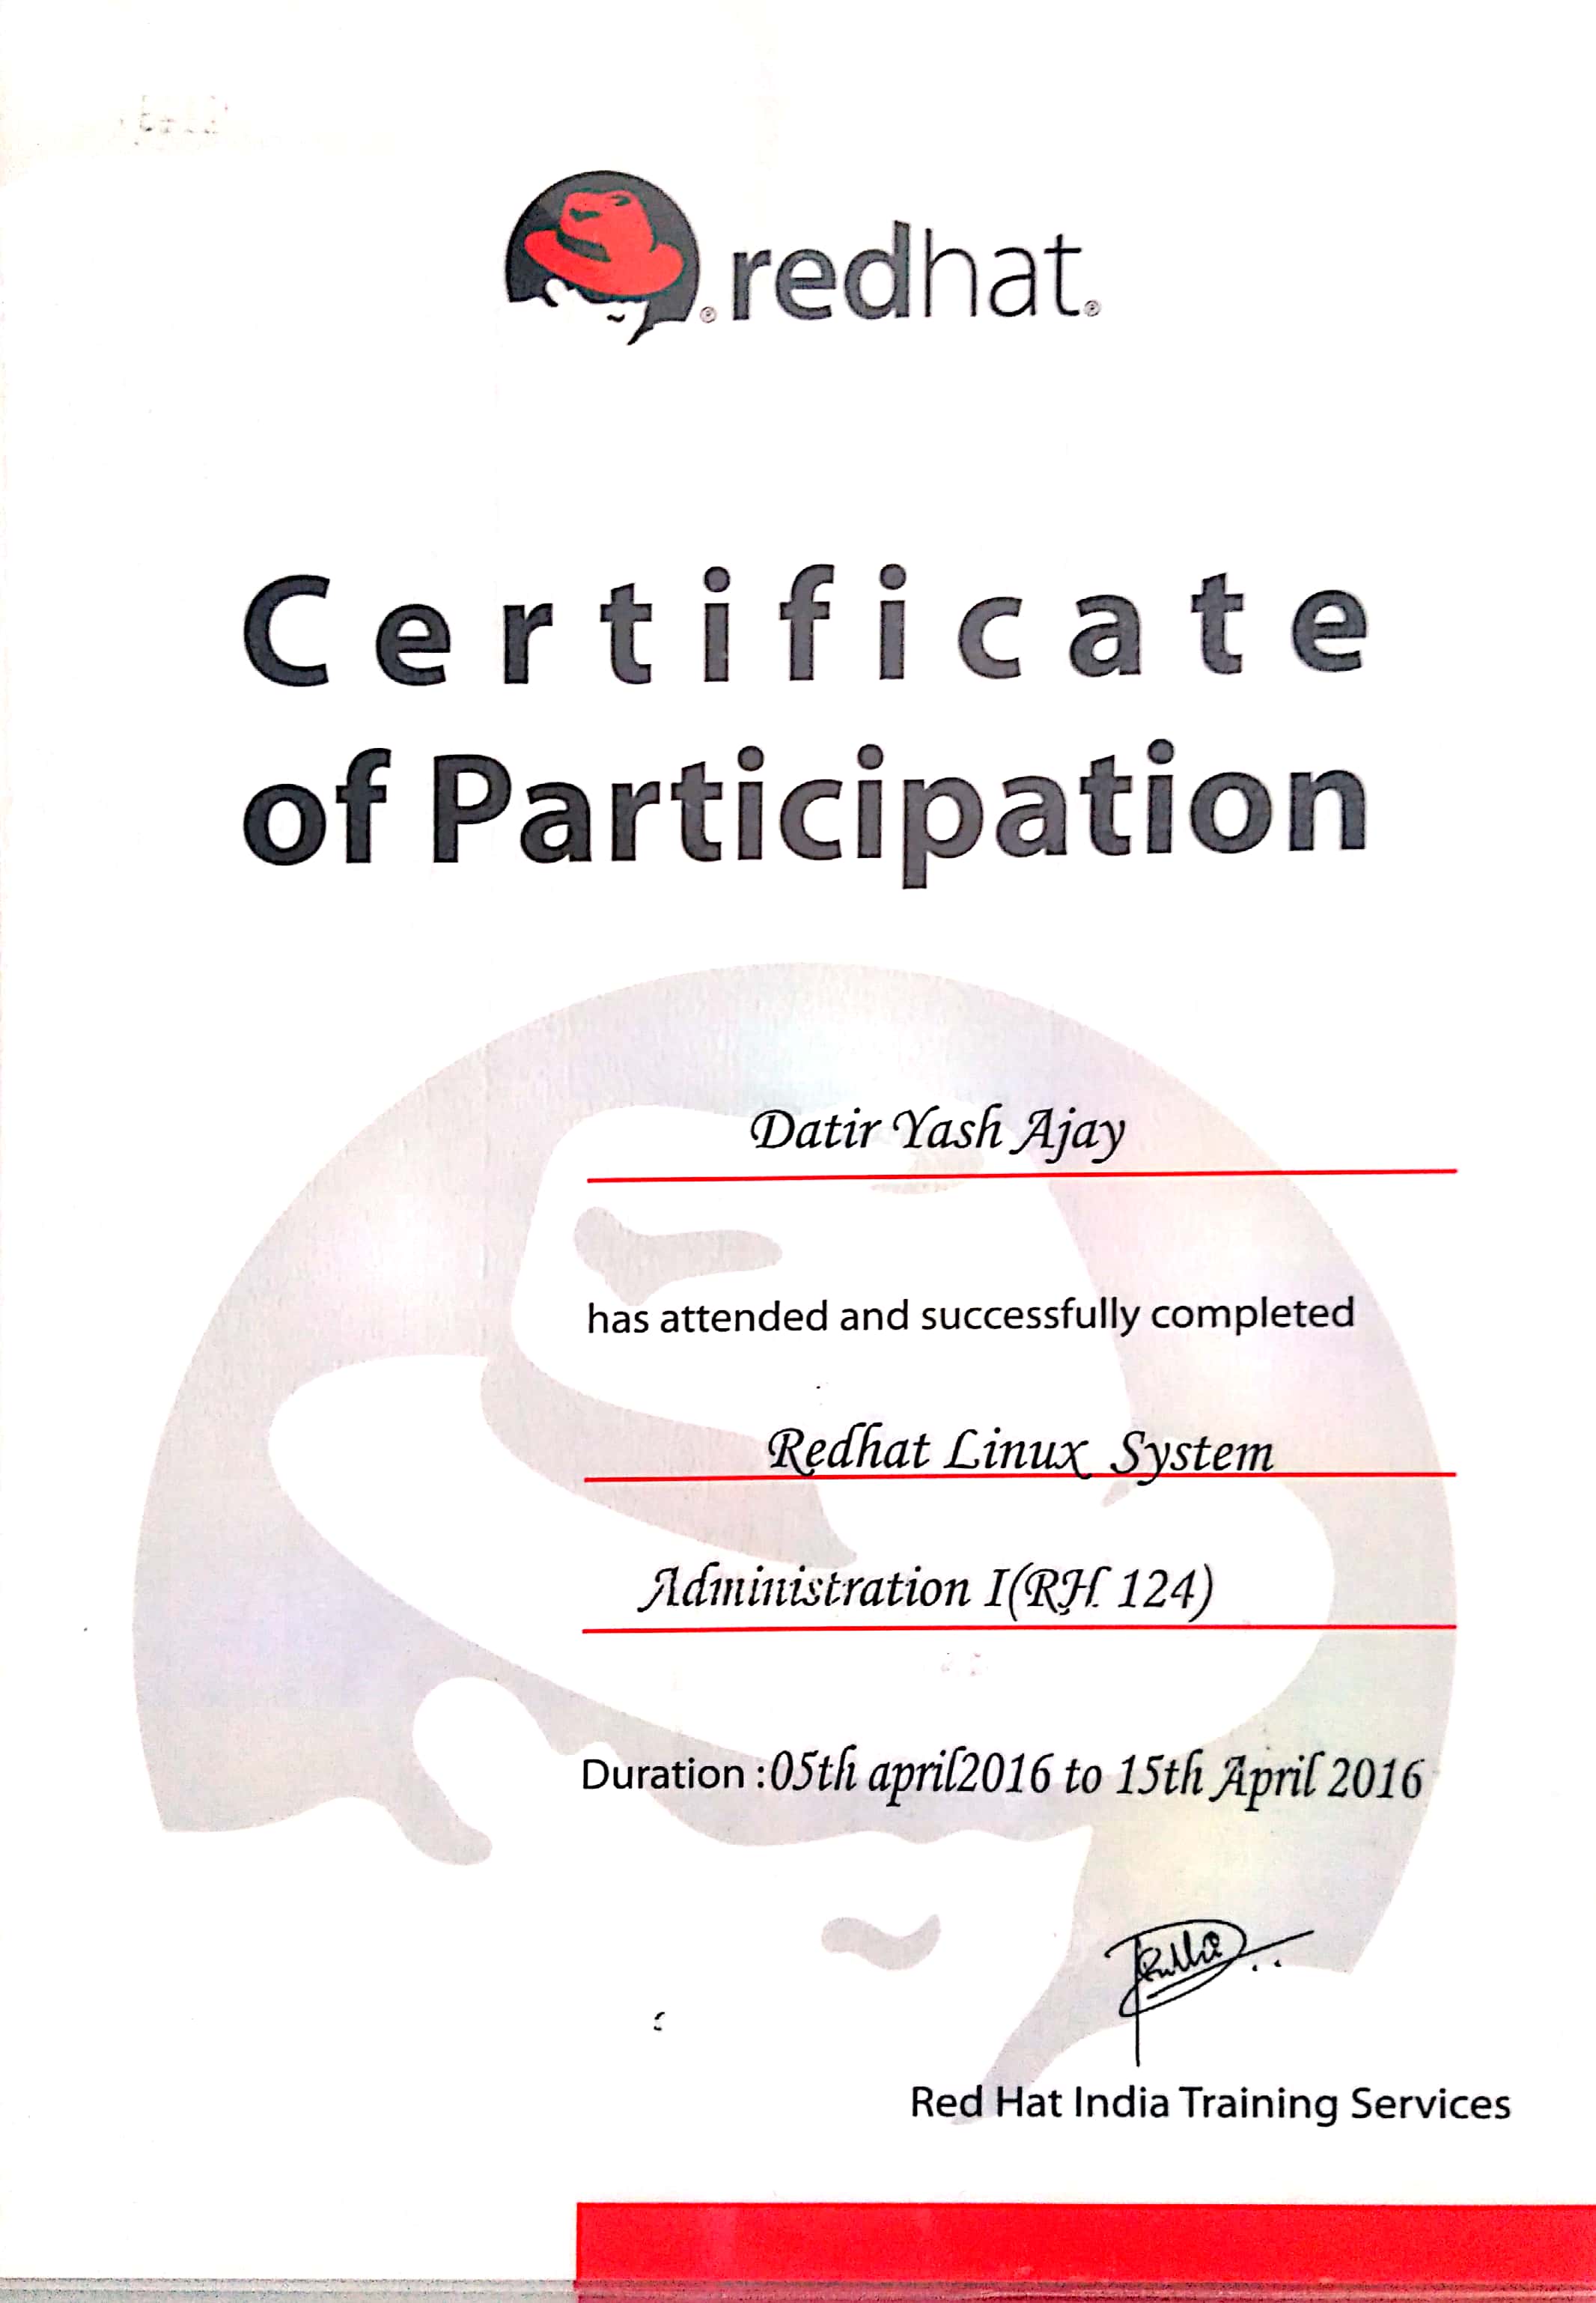 redhat.
Certificate
of Participation
Datir Yash Ajay
has attended and successfully completed
Redhat Linux System
Administration I(RH 124)
Duration :05th april2016 to 15th April 2016
Red Hat India Training Services